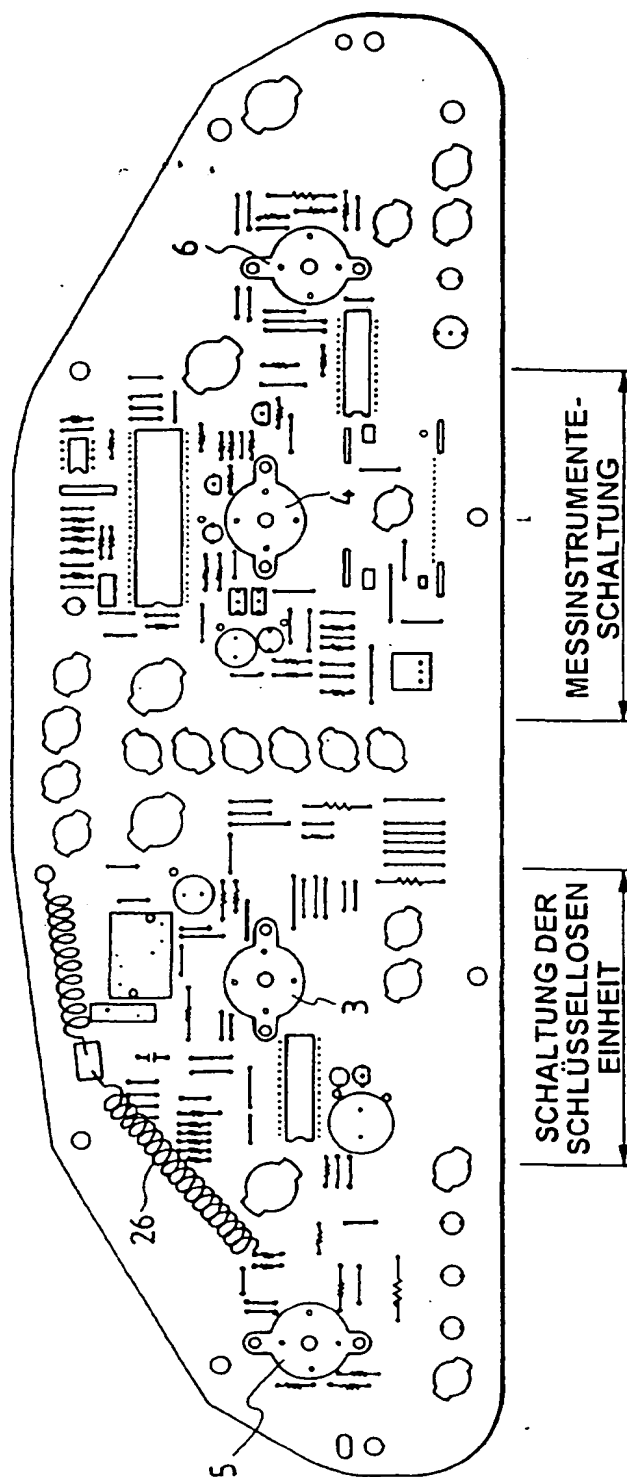 6
4
3
26
5
MESSINSTRUMENTE-
SCHALTUNG
SCHALTUNG DER
SCHLÜSSELLOSEN
EINHEIT